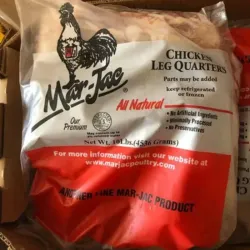 CHICKEN
LEG QUARTERS
Parts may be added
keep refrigerated
or frozen
Mar-Jac
All Natural
Our
Premium
• No Artificial Ingredients
• Minimally Processed
• No Preservatives
Net Wt. 10Lbs.(4536 Grams)
For more information visit our website at
www.marjacpoultry.com
ANOTHER FINE MAR-JAC PRODUCT